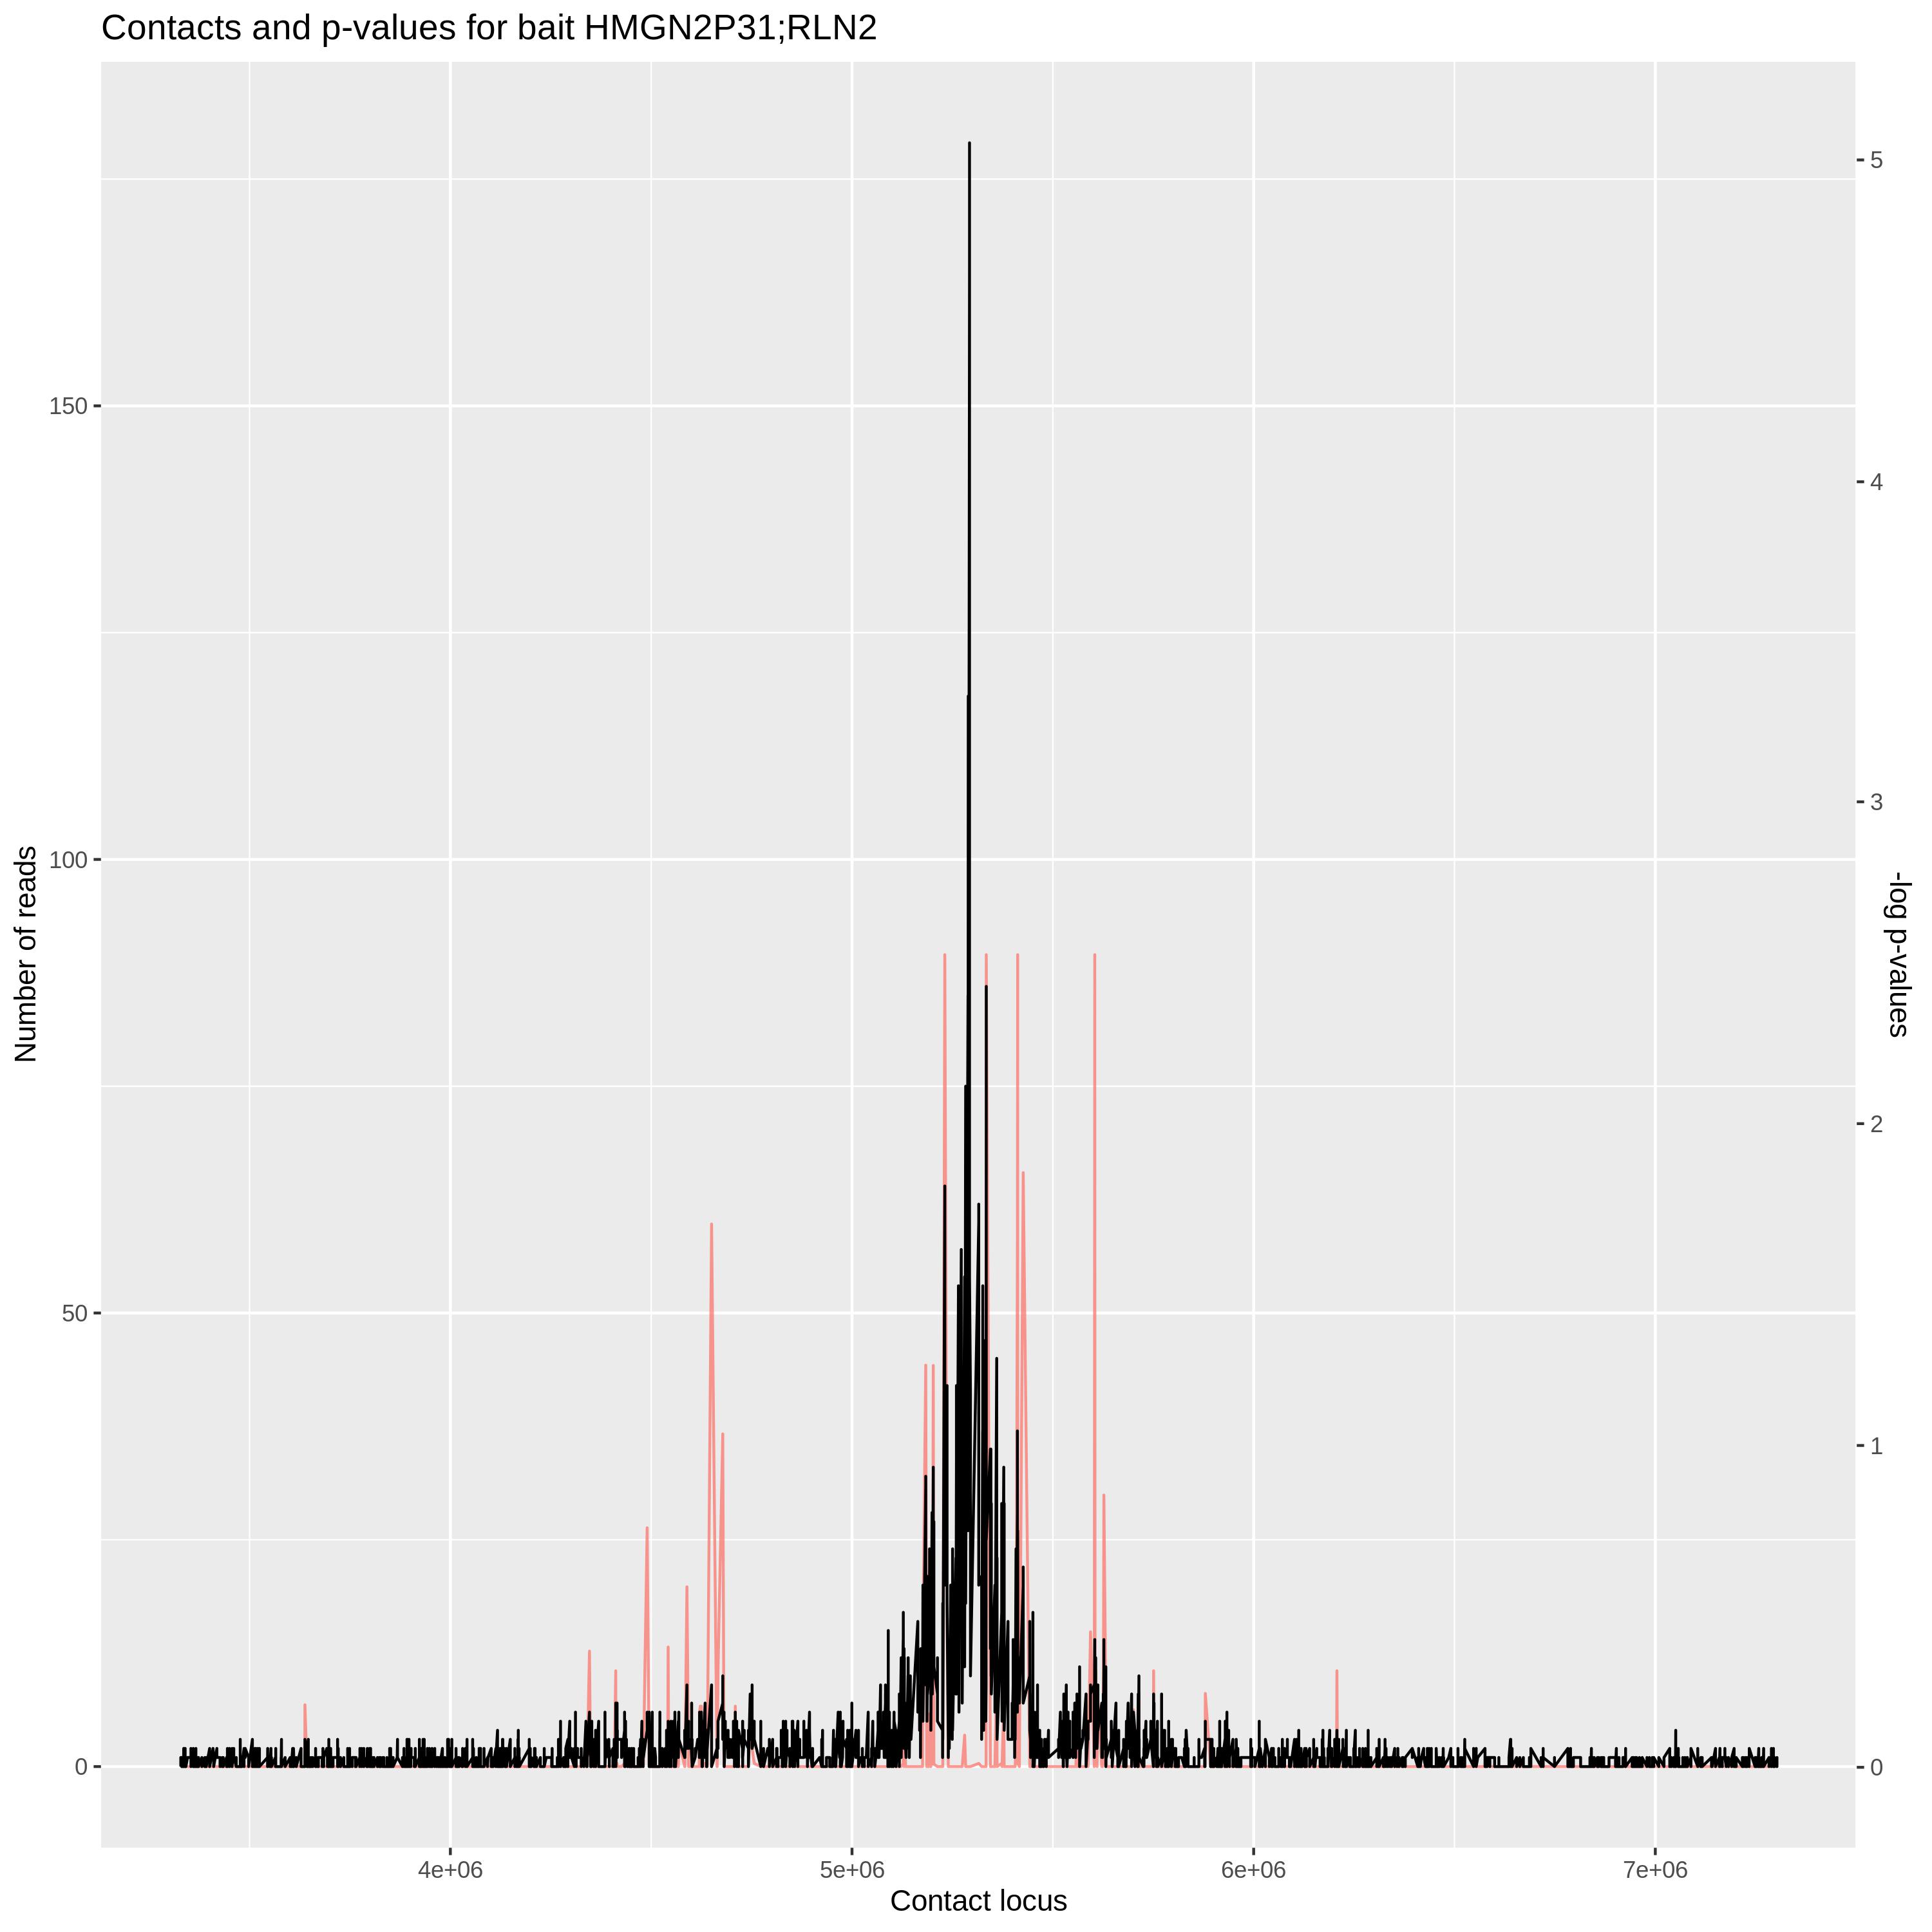 Contacts and p-values for bait HMGN2P31;RLN2
Number of reads
150
100
50
0
5
4
3
2
1
0
-log p-values
4e+06
5e+06
6e+06
7e+06
Contact locus